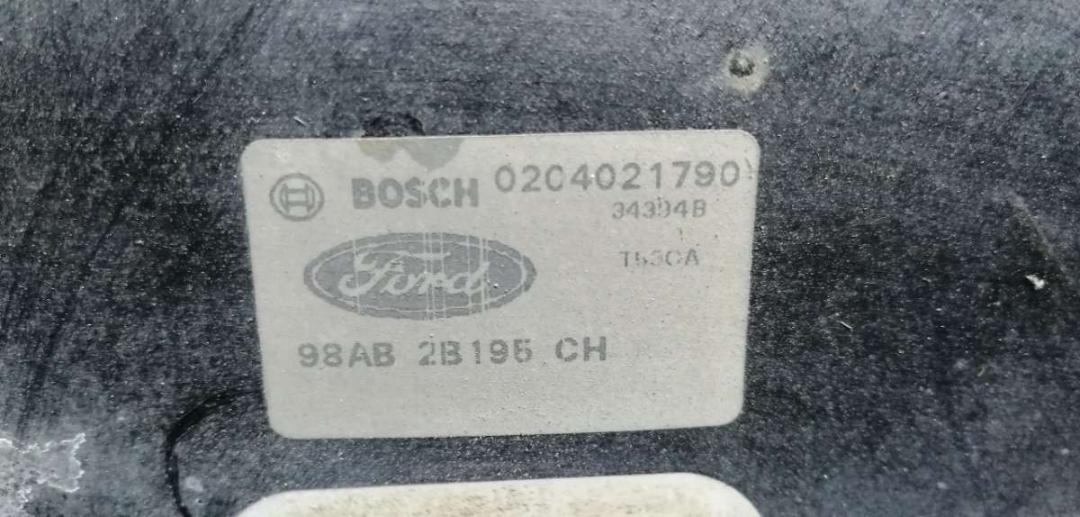 BOSCH 0204021790
34394B
Ford
T53CA
98AB 2B195 CH